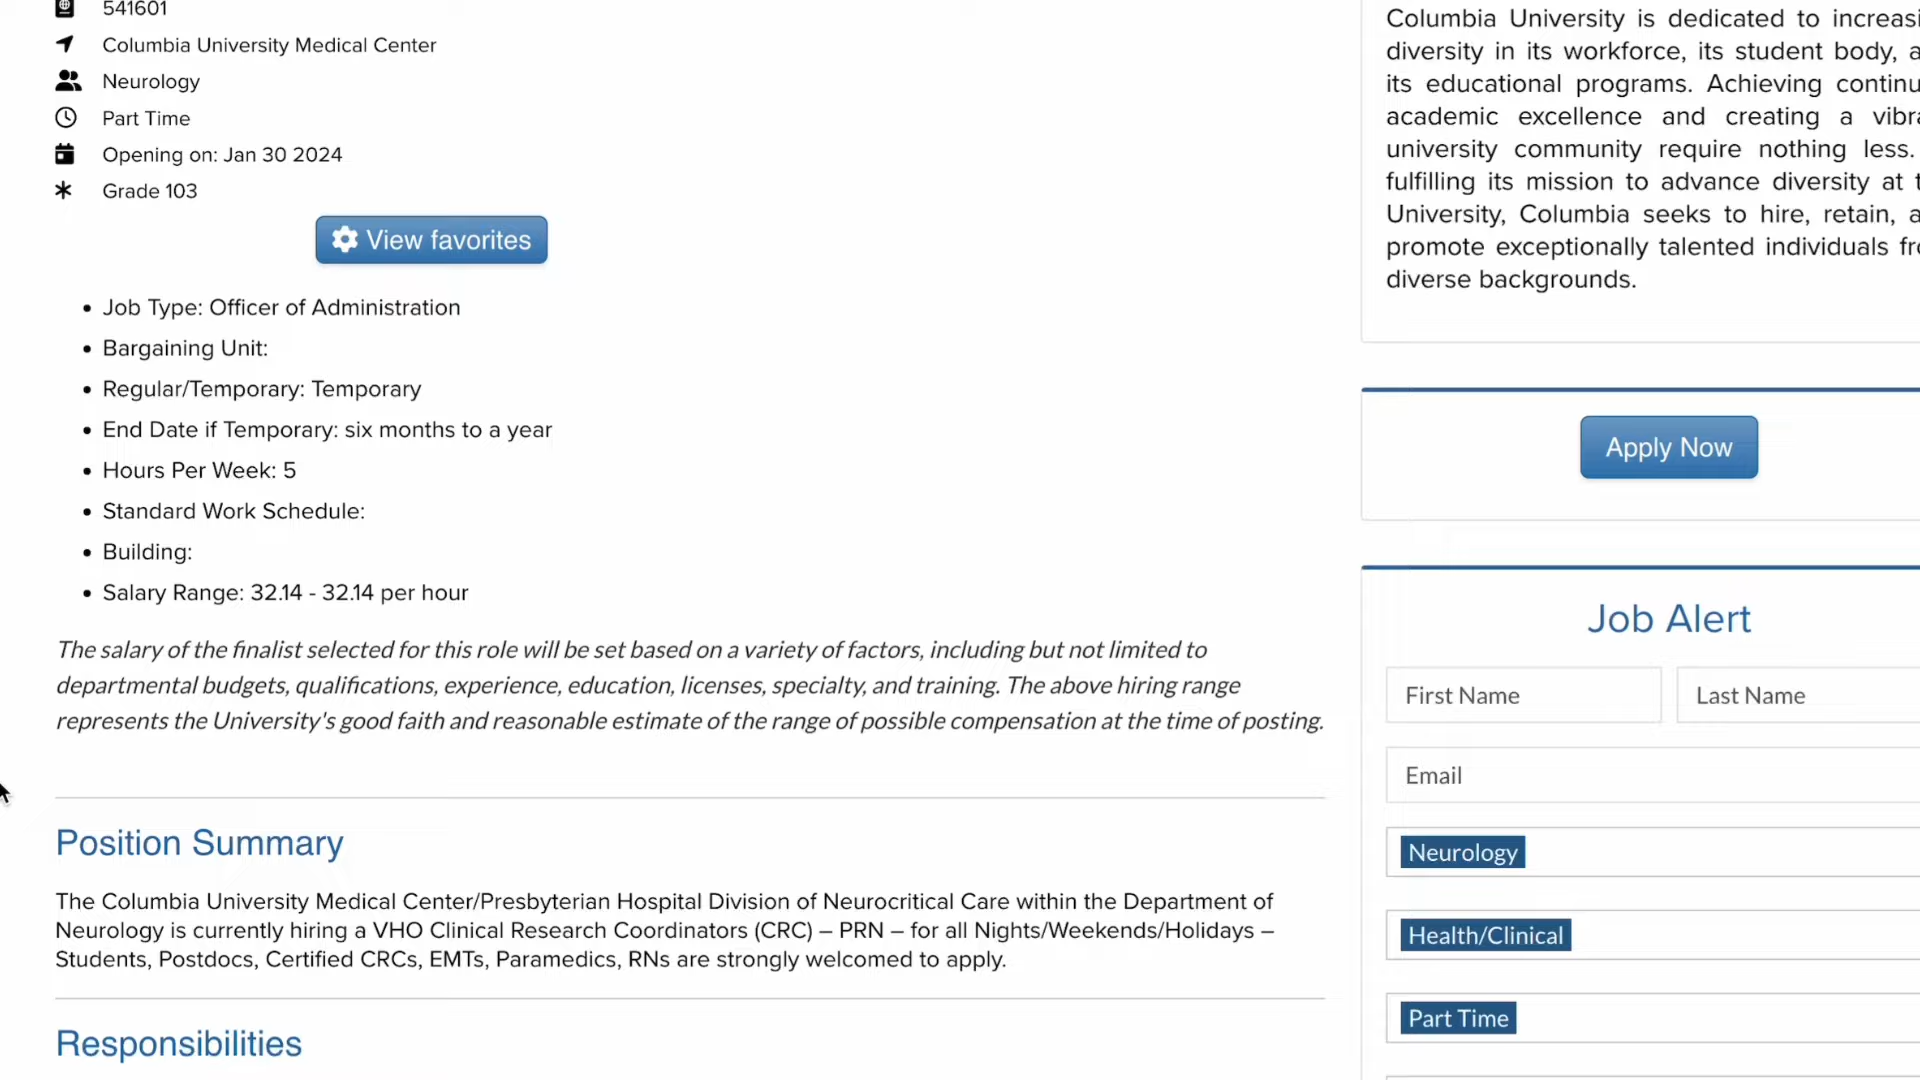 541601
Columbia University Medical Center
Neurology
Part Time
Opening on: Jan 30 2024
Grade 103
View favorites
Job Type: Officer of Administration
Bargaining Unit:
Regular/Temporary: Temporary
End Date if Temporary: six months to a year
Hours Per Week: 5
Standard Work Schedule:
Building:
Salary Range: 32.14 - 32.14 per hour
The salary of the finalist selected for this role will be set based on a variety of factors, including but not limited to
departmental budgets, qualifications, experience, education, licenses, specialty, and training. The above hiring range
represents the University's good faith and reasonable estimate of the range of possible compensation at the time of posting.
Position Summary
The Columbia University Medical Center/Presbyterian Hospital Division of Neurocritical Care within the Department of
Neurology is currently hiring a VHO Clinical Research Coordinators (CRC) – PRN – for all Nights/Weekends/Holidays –
Students, Postdocs, Certified CRCs, EMTs, Paramedics, RNs are strongly welcomed to apply.
Responsibilities
Columbia University is dedicated to
diversity in its workforce, its student body,
its educational programs. Achieving
academic excellence and creating a
university community require nothing less.
fulfilling its mission to advance diversity at
University, Columbia seeks to hire, retain,
promote exceptionally talented individuals
diverse backgrounds.
Apply Now
Job Alert
First Name
Last Name
Email
Neurology
Health/Clinical
Part Time